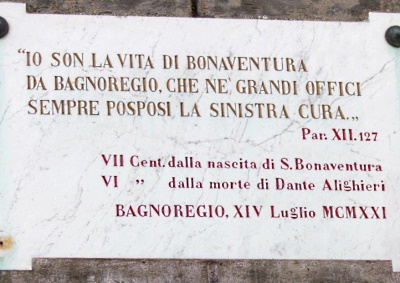 “IO SON LA VITA DI BONAVENTURA
DA BAGNOREGIO, CHE NE' GRANDI OFFICI
SEMPRE POSPOSI LA SINISTRA CURA„
Par. XII. 127
VII Cent. dalla nascita di S. Bonaventura
VI „ dalla morte di Dante Alighieri
BAGNOREGIO, XIV Luglio MCMXXI